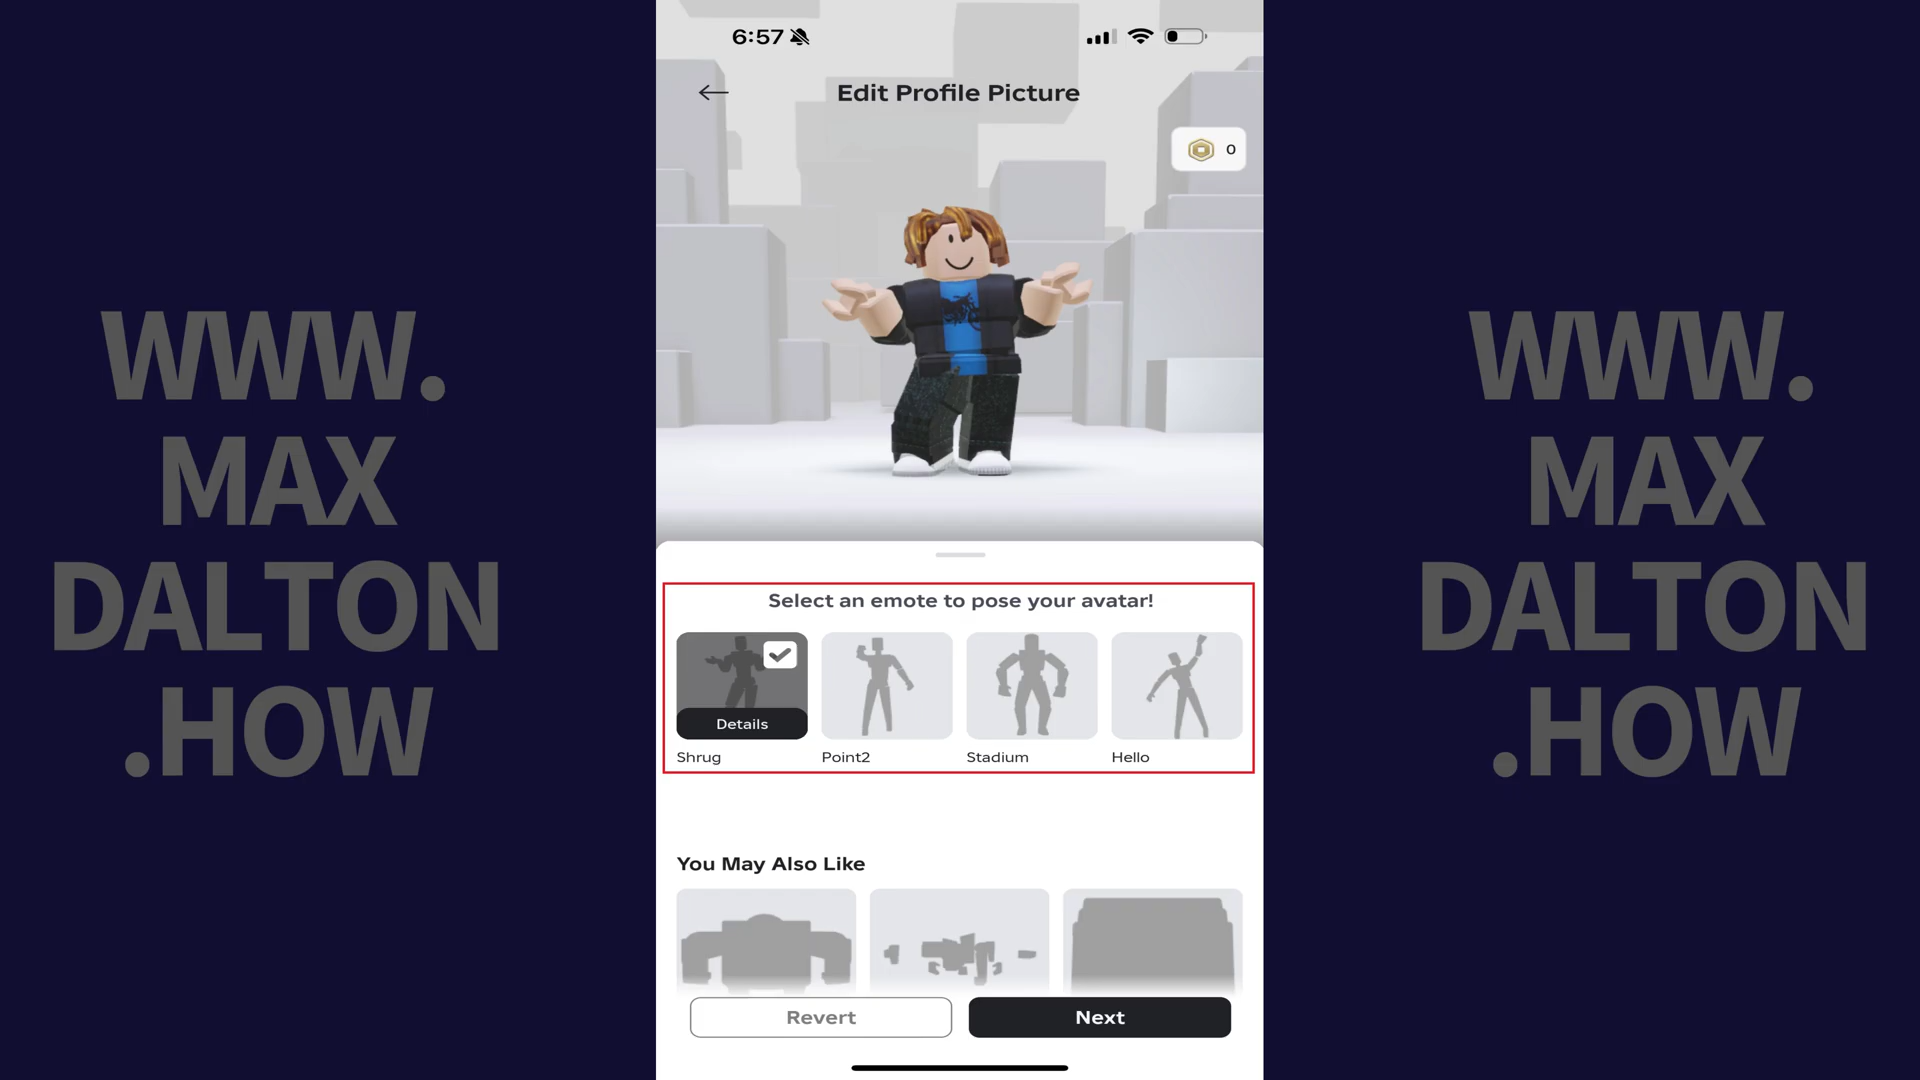 6:57
Edit Profile Picture
0
WWW.
MAX
DALTON
.HOW
Select an emote to pose your avatar!
Details
Shrug
Point2
Stadium
Hello
You May Also Like
Revert
Next
WWW.
MAX
DALTON
.HOW